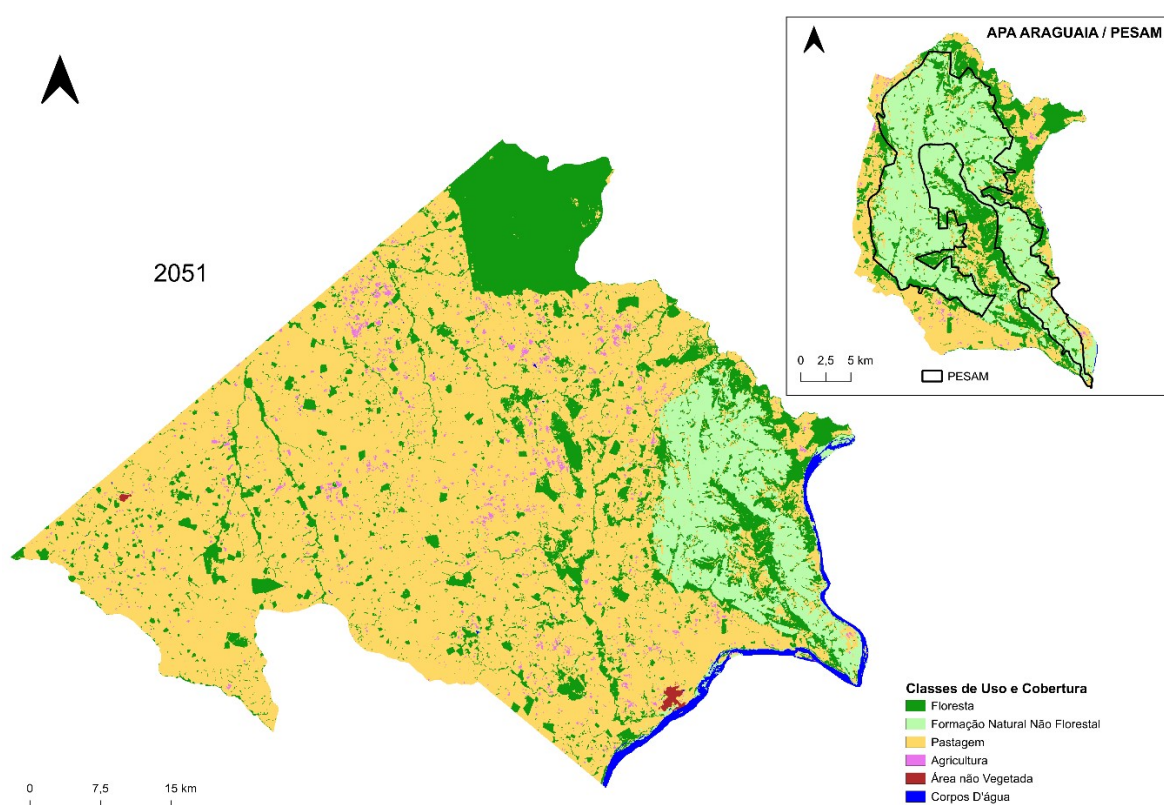 APA ARAGUAIA / PESAM
0 2,5 5 km
PESAM
2051
Classes de Uso e Cobertura
Floresta
Formação Natural Não Florestal
Pastagem
Agricultura
Área não Vegetada
Corpos D'água
0 7,5 15 km